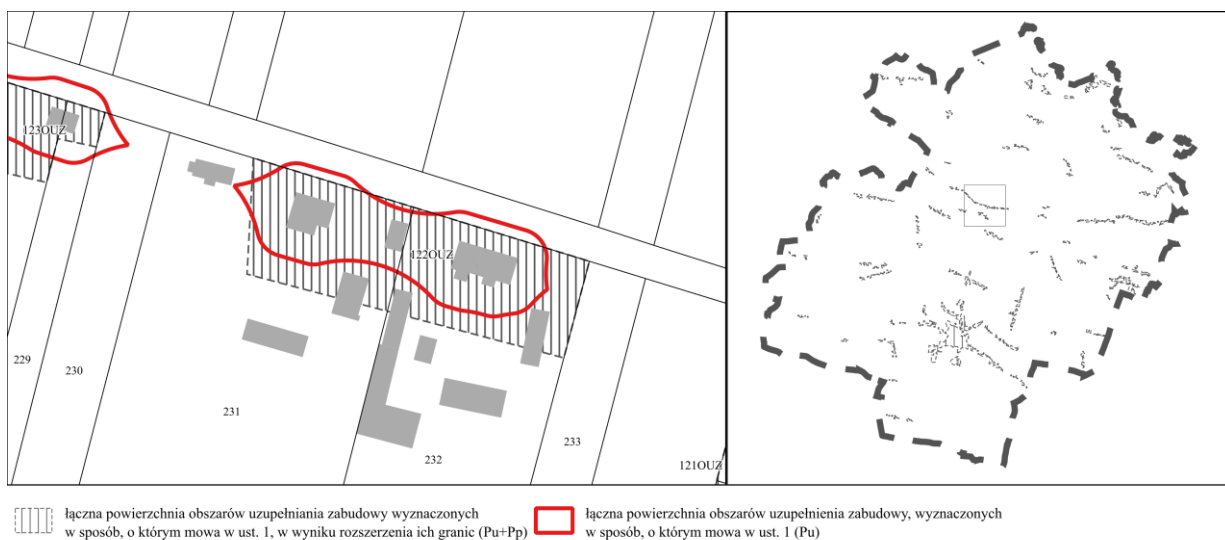 123OUZ
122OUZ
229
230
231
232
233
121OUZ
łączna powierzchnia obszarów uzupełniania zabudowy wyznaczonych
w sposób, o którym mowa w ust. 1, w wyniku rozszerzenia ich granic (Pu+Pp)
łączna powierzchnia obszarów uzupełnienia zabudowy, wyznaczonych
w sposób, o którym mowa w ust. 1 (Pu)